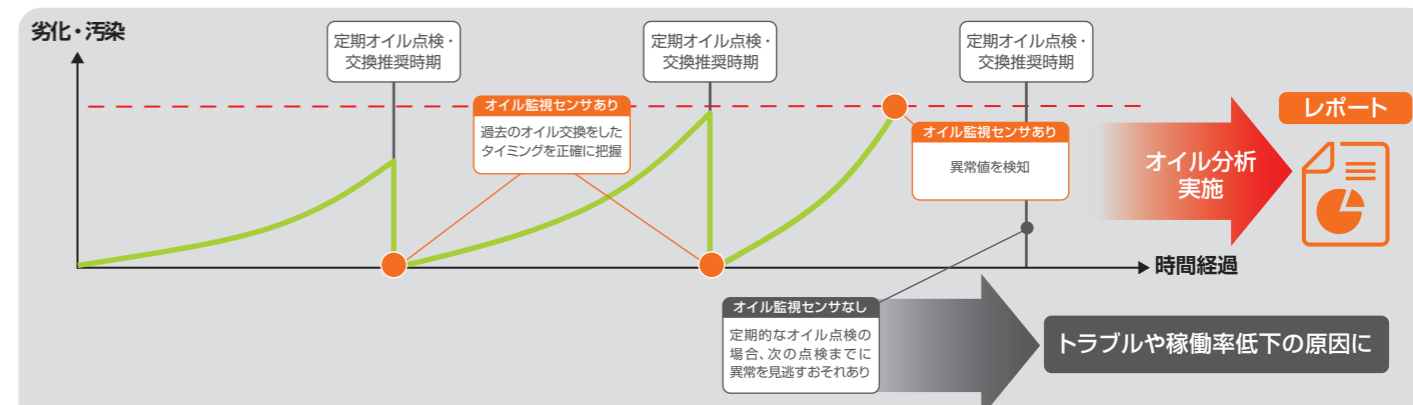 劣化・汚染
定期オイル点検・
交換推奨時期
定期オイル点検・
交換推奨時期
定期オイル点検・
交換推奨時期
オイル監視センサあり
過去のオイル交換をした
タイミングを正確に把握
オイル監視センサあり
異常値を検知
オイル分析
実施
レポート
時間経過
オイル監視センサなし
定期的なオイル点検の
場合、次の点検までに
異常を見逃すおそれあり
トラブルや稼働率低下の原因に